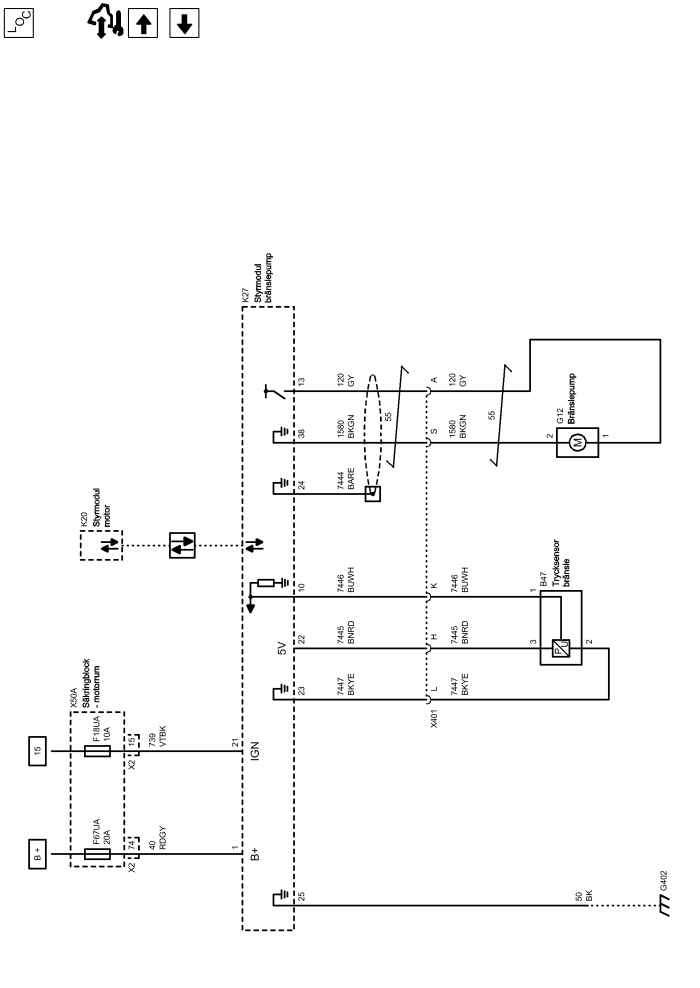 LOC
K27
Styrmodul
bränslepump
13
120
GY
A
120
GY
55
38
1580
BKGN
S
1580
BKGN
55
2
M
1
G12
Bränslepump
24
7444
BARE
K20
Styrmodul
motor
10
7446
BUWH
K
7446
BUWH
1
B47
Trycksensor
bränsle
5V
22
7445
BNRD
H
7445
BNRD
3
P
U
2
23
7447
BKYE
L
7447
BKYE
X401
X50A
Säkringblock
- motorrum
15
F18UA
10A
X2
15
739
VTBK
21
IGN
B +
F67UA
20A
X2
74
40
RDGY
1
B+
25
50
BK
G402